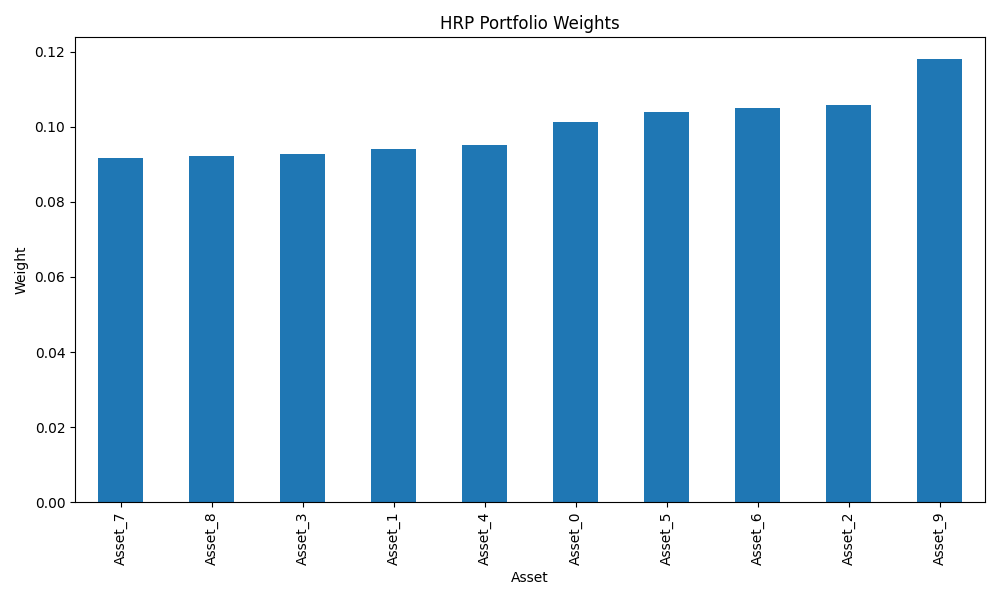 HRP Portfolio Weights
Weight
0.12
0.10
0.08
0.06
0.04
0.02
0.00
Asset_7
Asset_8
Asset_3
Asset_1
Asset_4
Asset_0
Asset_5
Asset_6
Asset_2
Asset_9
Asset